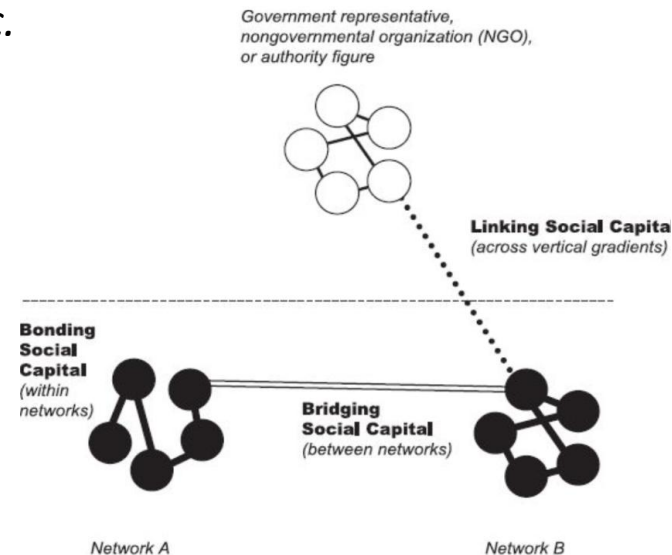 Government representative,
nongovernmental organization (NGO),
or authority figure
Linking Social Capital
(across vertical gradients)
Bonding
Social
Capital
(within
networks)
Bridging
Social Capital
(between networks)
Network A
Network B